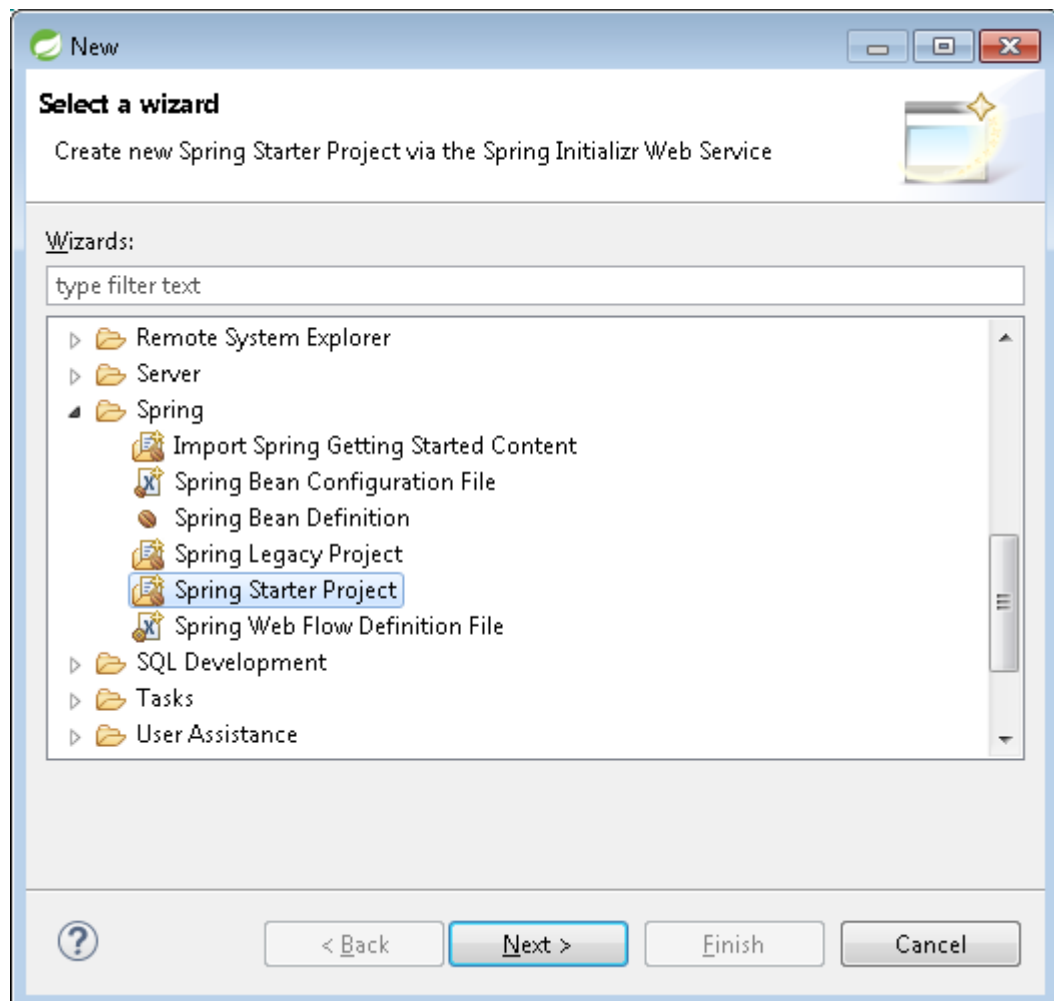 New
Select a wizard
Create new Spring Starter Project via the Spring Initializr Web Service
Wizards:
type filter text
Remote System Explorer
Server
Spring
Import Spring Getting Started Content
Spring Bean Configuration File
Spring Bean Definition
Spring Legacy Project
Spring Starter Project
Spring Web Flow Definition File
SQL Development
Tasks
User Assistance
< Back Next > Finish Cancel